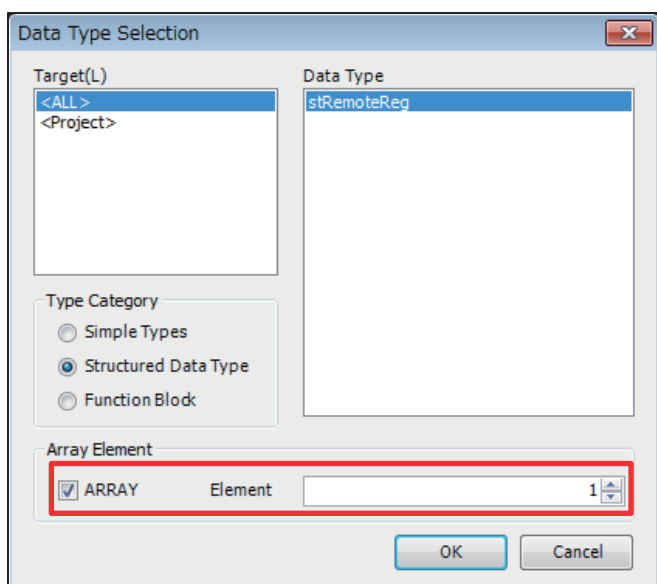 Data Type Selection
Target(L)
<ALL>
<Project>
Data Type
stRemoteReg
Type Category
Simple Types
Structured Data Type
Function Block
Array Element
ARRAY Element 1
OK Cancel